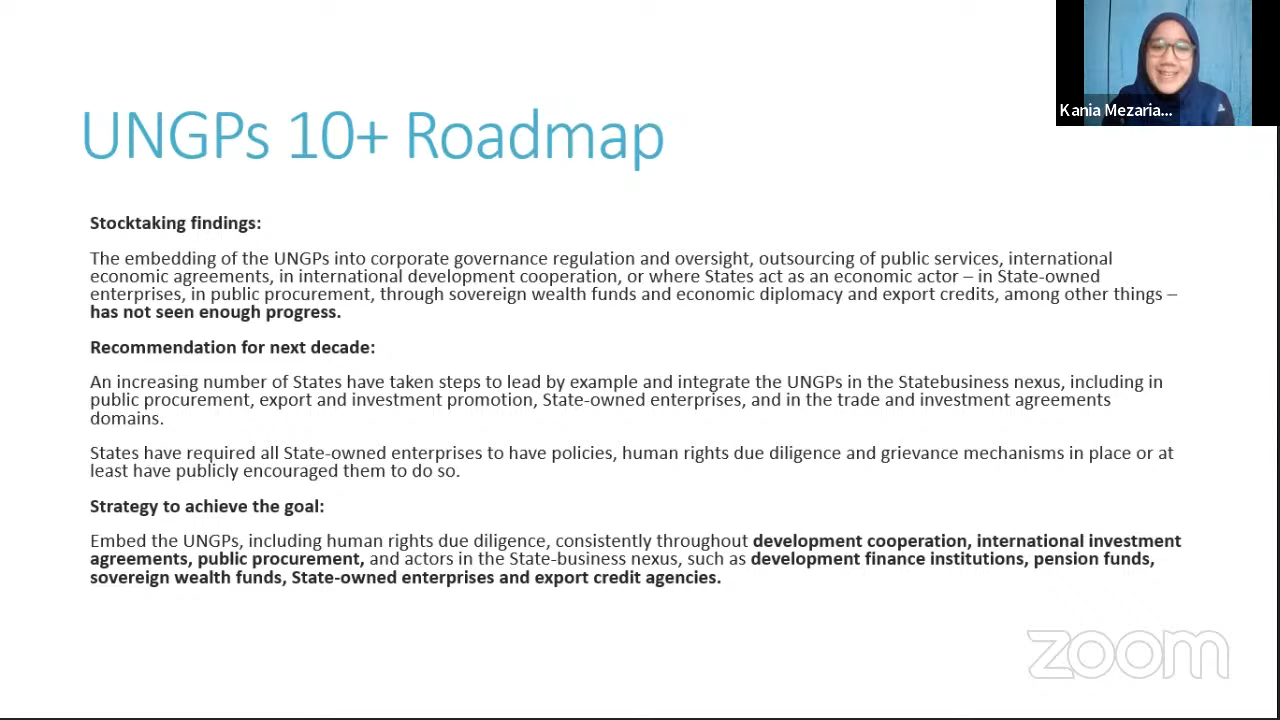 Kania Mezaria...
UNGPs 10+ Roadmap
Stocktaking findings:
The embedding of the UNGPs into corporate governance regulation and oversight, outsourcing of public services, international
economic agreements, in international development cooperation, or where States act as an economic actor – in State-owned
enterprises, in public procurement, through sovereign wealth funds and economic diplomacy and export credits, among other things –
has not seen enough progress.
Recommendation for next decade:
An increasing number of States have taken steps to lead by example and integrate the UNGPs in the Statebusiness nexus, including in
public procurement, export and investment promotion, State-owned enterprises, and in the trade and investment agreements
domains.
States have required all State-owned enterprises to have policies, human rights due diligence and grievance mechanisms in place or at
least have publicly encouraged them to do so.
Strategy to achieve the goal:
Embed the UNGPs, including human rights due diligence, consistently throughout development cooperation, international investment
agreements, public procurement, and actors in the State-business nexus, such as development finance institutions, pension funds,
sovereign wealth funds, State-owned enterprises and export credit agencies.
zoom